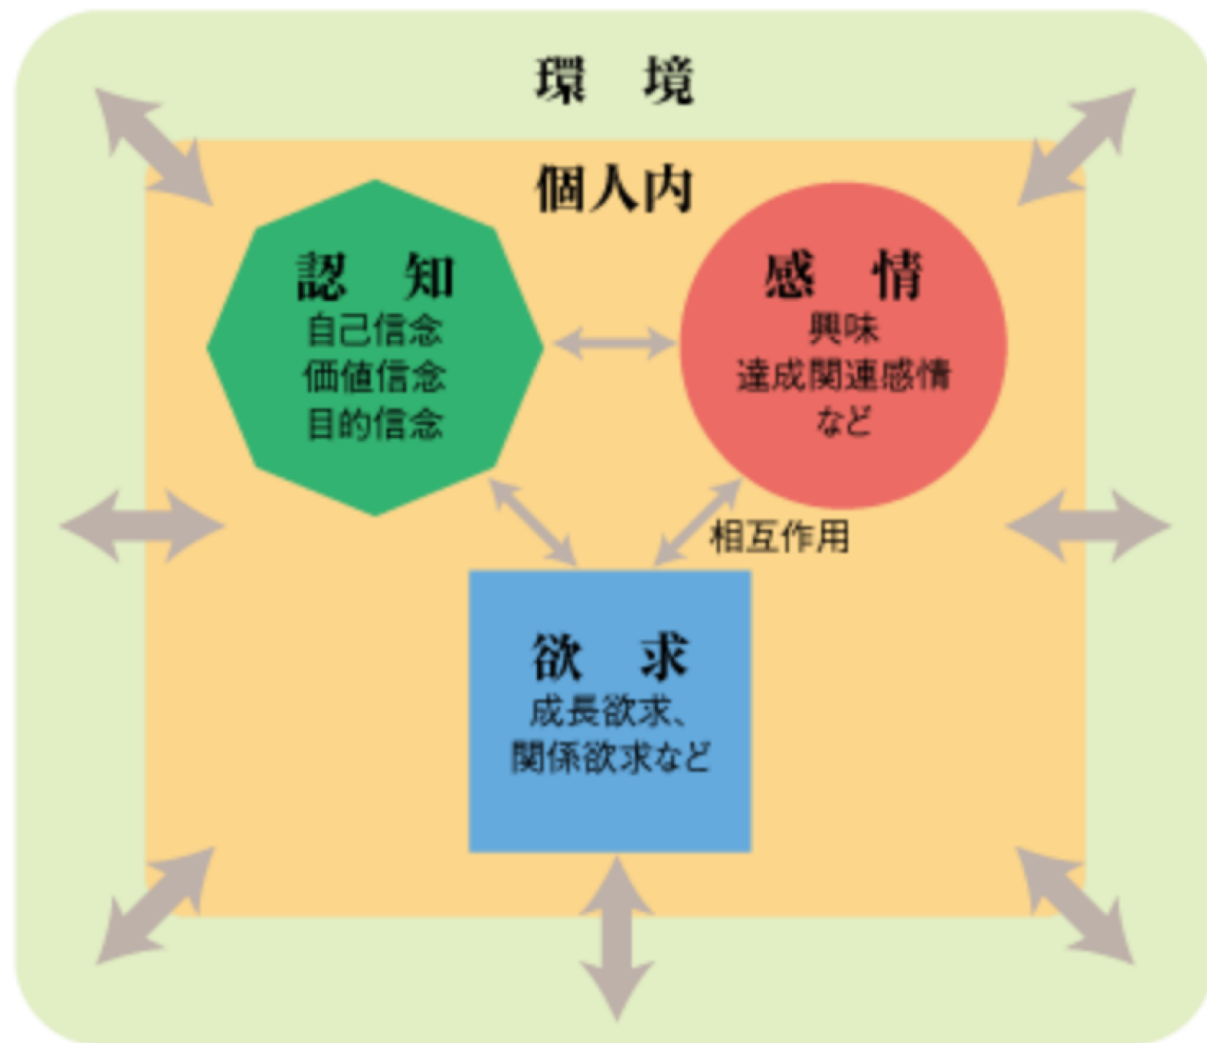 環　境
個人内
認　知
自己信念
価値信念
目的信念
感　情
興味
達成関連感情
など
相互作用
欲　求
成長欲求、
関係欲求など